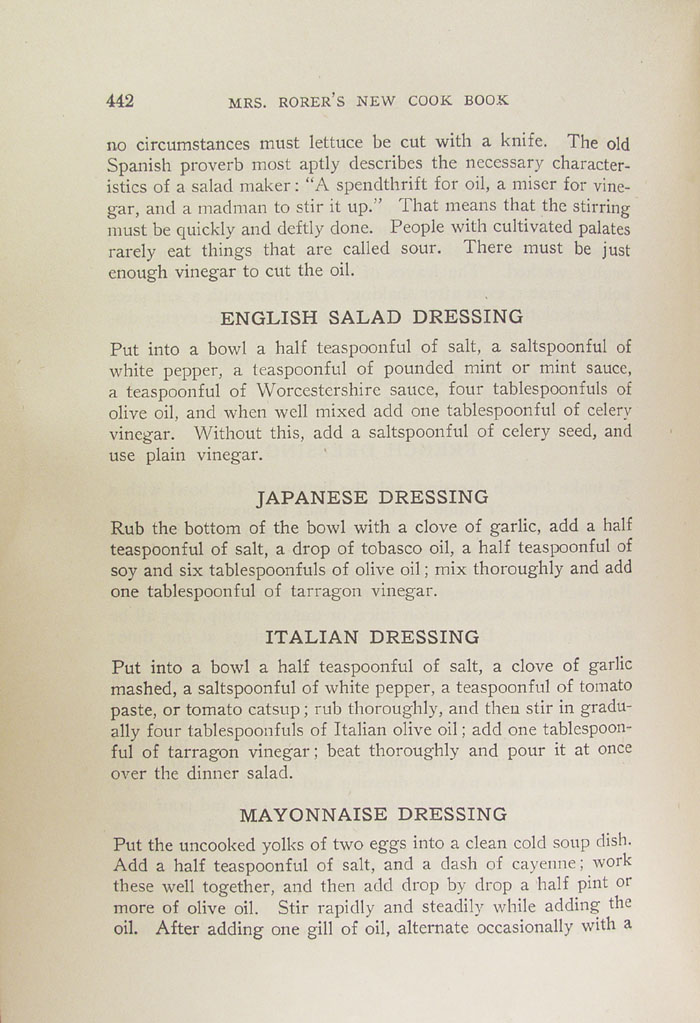 442 MRS. RORER'S NEW COOK BOOK
no circumstances must lettuce be cut with a knife. The old
Spanish proverb most aptly describes the necessary character-
istics of a salad maker: "A spendthrift for oil, a miser for vine-
gar, and a madman to stir it up." That means that the stirring
must be quickly and deftly done. People with cultivated palates
rarely eat things that are called sour. There must be just
enough vinegar to cut the oil.
ENGLISH SALAD DRESSING
Put into a bowl a half teaspoonful of salt, a saltspoonful of
white pepper, a teaspoonful of pounded mint or mint sauce,
a teaspoonful of Worcestershire sauce, four tablespoonfuls of
olive oil, and when well mixed add one tablespoonful of celery
vinegar. Without this, add a saltspoonful of celery seed, and
use plain vinegar.
JAPANESE DRESSING
Rub the bottom of the bowl with a clove of garlic, add a half
teaspoonful of salt, a drop of tobasco oil, a half teaspoonful of
soy and six tablespoonfuls of olive oil; mix thoroughly and add
one tablespoonful of tarragon vinegar.
ITALIAN DRESSING
Put into a bowl a half teaspoonful of salt, a clove of garlic
mashed, a saltspoonful of white pepper, a teaspoonful of tomato
paste, or tomato catsup; rub thoroughly, and then stir in gradu-
ally four tablespoonfuls of Italian olive oil; add one tablespoon-
ful of tarragon vinegar; beat thoroughly and pour it at once
over the dinner salad.
MAYONNAISE DRESSING
Put the uncooked yolks of two eggs into a clean cold soup dish.
Add a half teaspoonful of salt, and a dash of cayenne; work
these well together, and then add drop by drop a half pint or
more of olive oil. Stir rapidly and steadily while adding the
oil. After adding one gill of oil, alternate occasionally with a